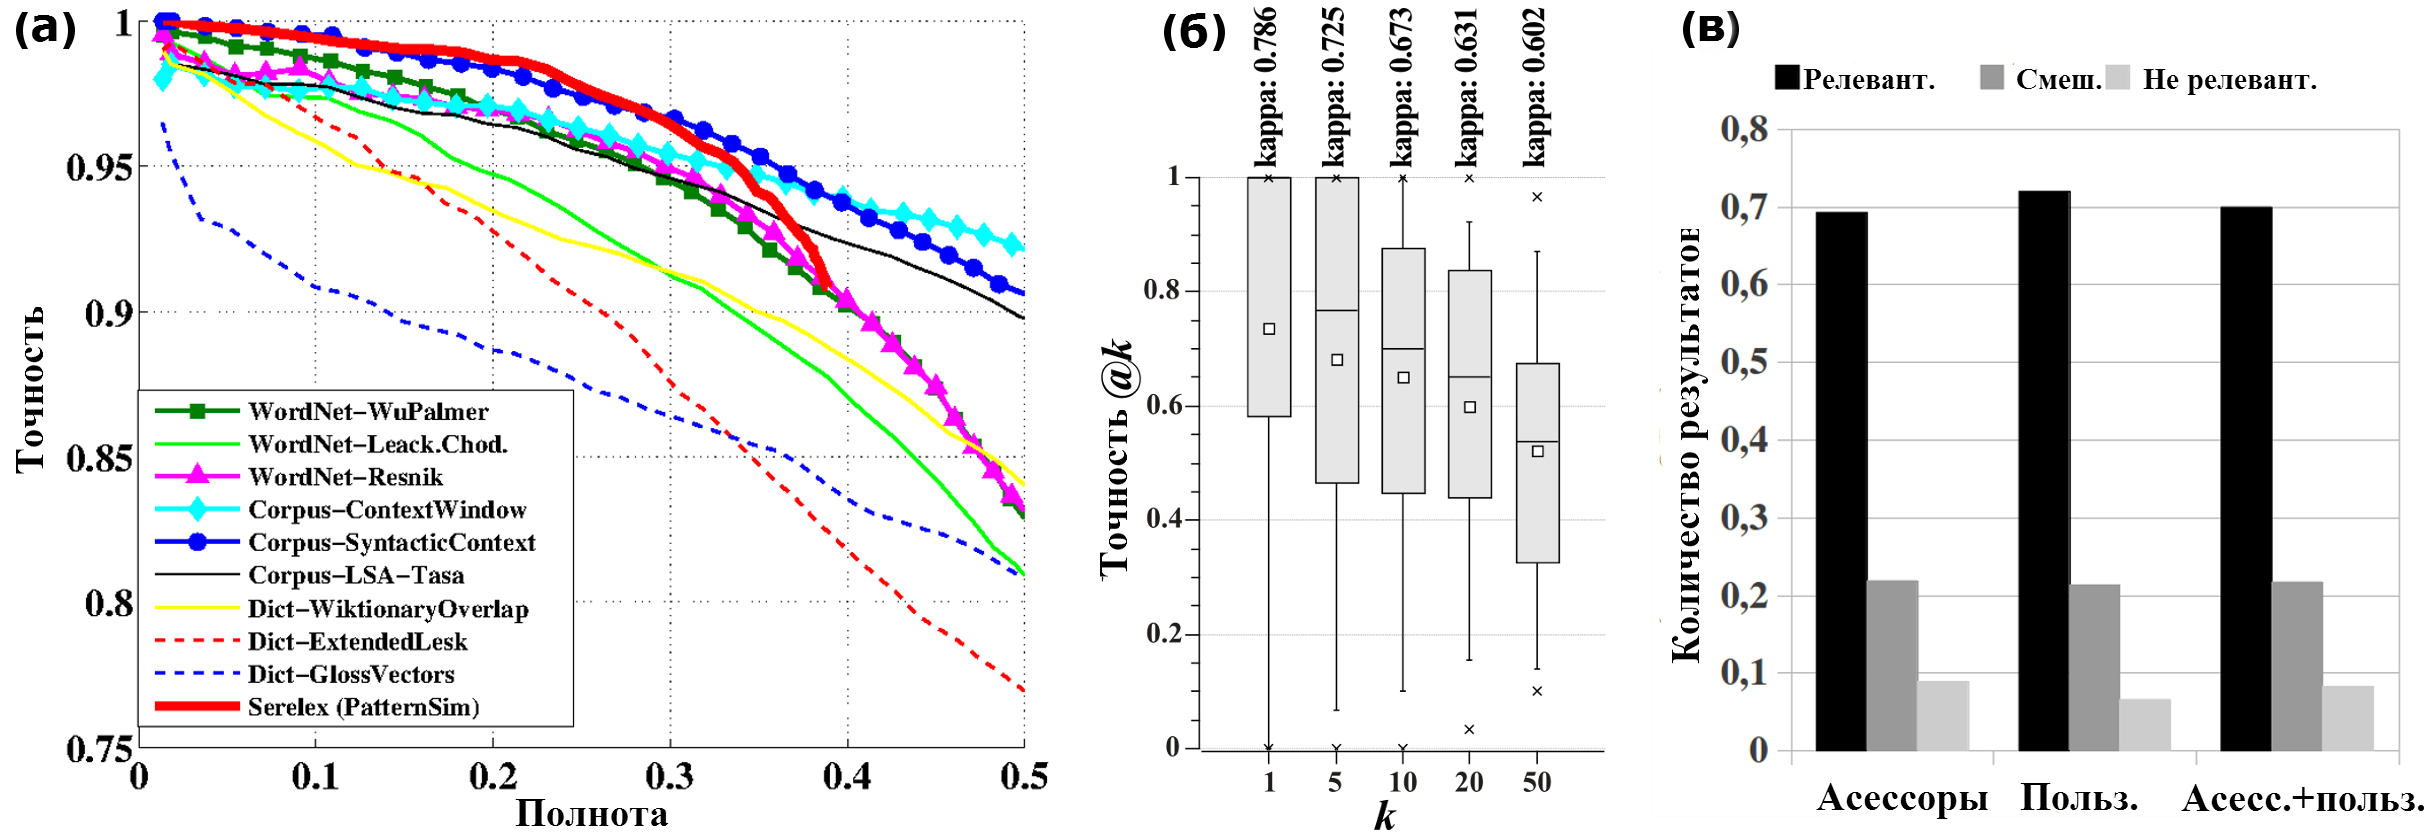 (а)
1
0.95
0.9
0.85
0.8
0.75
Точность
WordNet-WuPalmer
WordNet-Leack.Chod.
WordNet-Resnik
Corpus-ContextWindow
Corpus-SyntacticContext
Corpus-LSA-Tasa
Dict-WiktionaryOverlap
Dict-ExtendedLesk
Dict-GlossVectors
Serelex (PatternSim)
0 0.1 0.2 0.3 0.4 0.5
Полнота
(б)
kappa: 0.786
kappa: 0.725
kappa: 0.673
kappa: 0.631
kappa: 0.602
1
0.8
0.6
0.4
0.2
0
Точность @k
1 5 10 20 50
k
(в)
Релевант. Смеш. Не релевант.
0,8
0,7
0,6
0,5
0,4
0,3
0,2
0,1
0
Количество результатов
Асессоры Польз. Асесс.+польз.